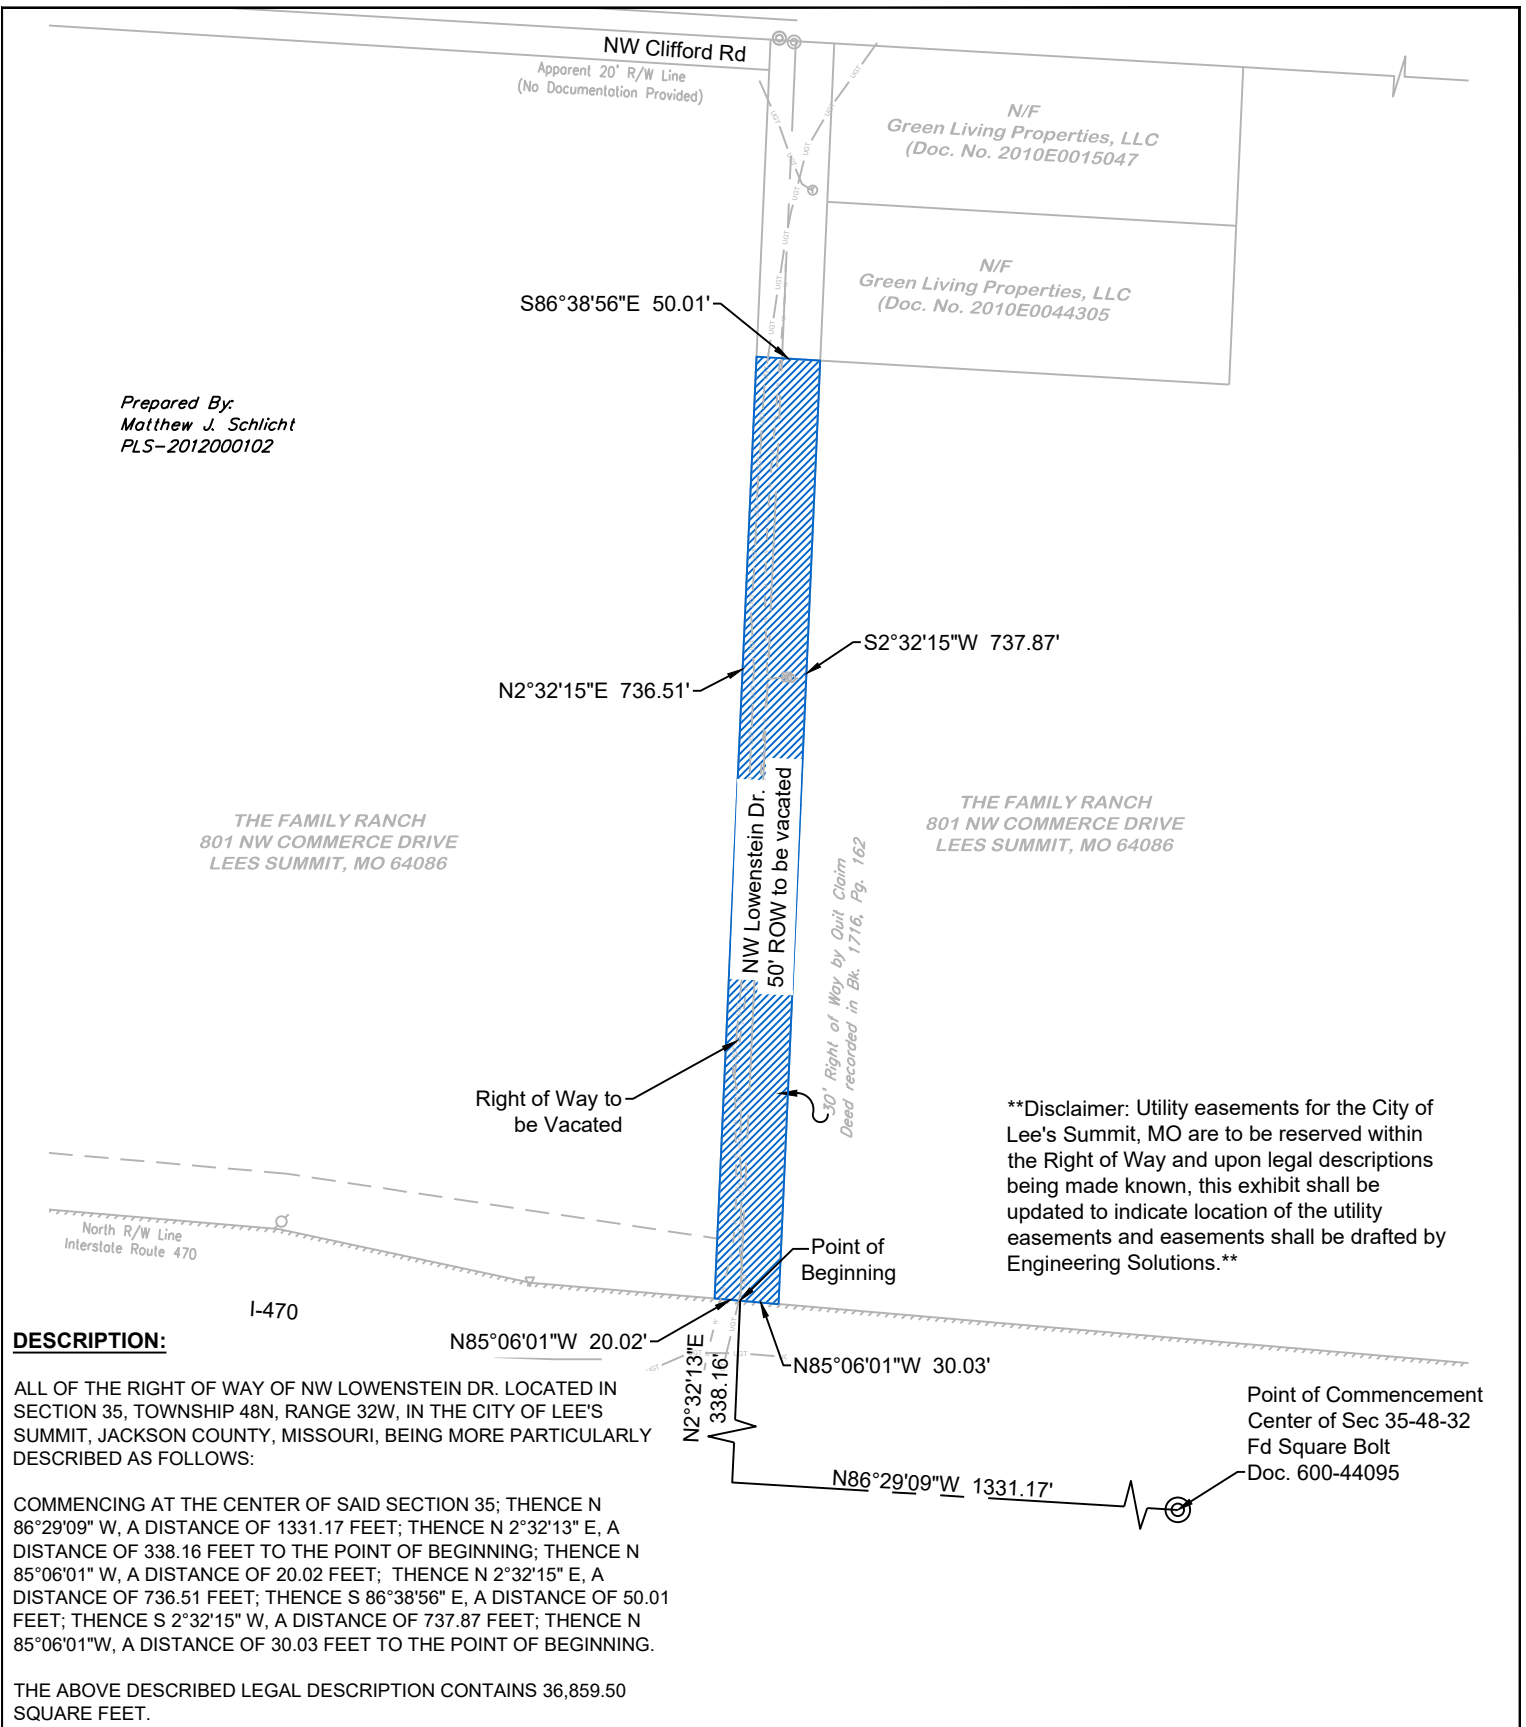 NW Clifford Rd
Apparent 20' R/W Line
(No Documentation Provided)
N/F
Green Living Properties, LLC
(Doc. No. 2010E0015047
N/F
Green Living Properties, LLC
(Doc. No. 2010E0044305
S86°38'56"E 50.01'
Prepared By:
Matthew J. Schlicht
PLS-2012000102
S2°32'15"W 737.87'
N2°32'15"E 736.51'
THE FAMILY RANCH
801 NW COMMERCE DRIVE
LEES SUMMIT, MO 64086
THE FAMILY RANCH
801 NW COMMERCE DRIVE
LEES SUMMIT, MO 64086
NW Lowenstein Dr.
50' ROW to be vacated
30' Right of Way by Quit Claim
Deed recorded in Bk. 1716, Pg. 162
Right of Way to
be Vacated
**Disclaimer: Utility easements for the City of
Lee's Summit, MO are to be reserved within
the Right of Way and upon legal descriptions
being made known, this exhibit shall be
updated to indicate location of the utility
easements and easements shall be drafted by
Engineering Solutions.**
North R/W Line
Interstate Route 470
I-470
Point of
Beginning
N85°06'01"W 20.02'
N85°06'01"W 30.03'
N2°32'13"E
338.16'
N86°29'09"W 1331.17'
Point of Commencement
Center of Sec 35-48-32
Fd Square Bolt
Doc. 600-44095
UGT
UGT
UGT
UGT
UGT
UGT
UGT
UGT
UGT
UGT
UGT
DESCRIPTION:
ALL OF THE RIGHT OF WAY OF NW LOWENSTEIN DR. LOCATED IN
SECTION 35, TOWNSHIP 48N, RANGE 32W, IN THE CITY OF LEE'S
SUMMIT, JACKSON COUNTY, MISSOURI, BEING MORE PARTICULARLY
DESCRIBED AS FOLLOWS:
COMMENCING AT THE CENTER OF SAID SECTION 35; THENCE N
86°29'09" W, A DISTANCE OF 1331.17 FEET; THENCE N 2°32'13" E, A
DISTANCE OF 338.16 FEET TO THE POINT OF BEGINNING; THENCE N
85°06'01" W, A DISTANCE OF 20.02 FEET; THENCE N 2°32'15" E, A
DISTANCE OF 736.51 FEET; THENCE S 86°38'56" E, A DISTANCE OF 50.01
FEET; THENCE S 2°32'15" W, A DISTANCE OF 737.87 FEET; THENCE N
85°06'01"W, A DISTANCE OF 30.03 FEET TO THE POINT OF BEGINNING.
THE ABOVE DESCRIBED LEGAL DESCRIPTION CONTAINS 36,859.50
SQUARE FEET.